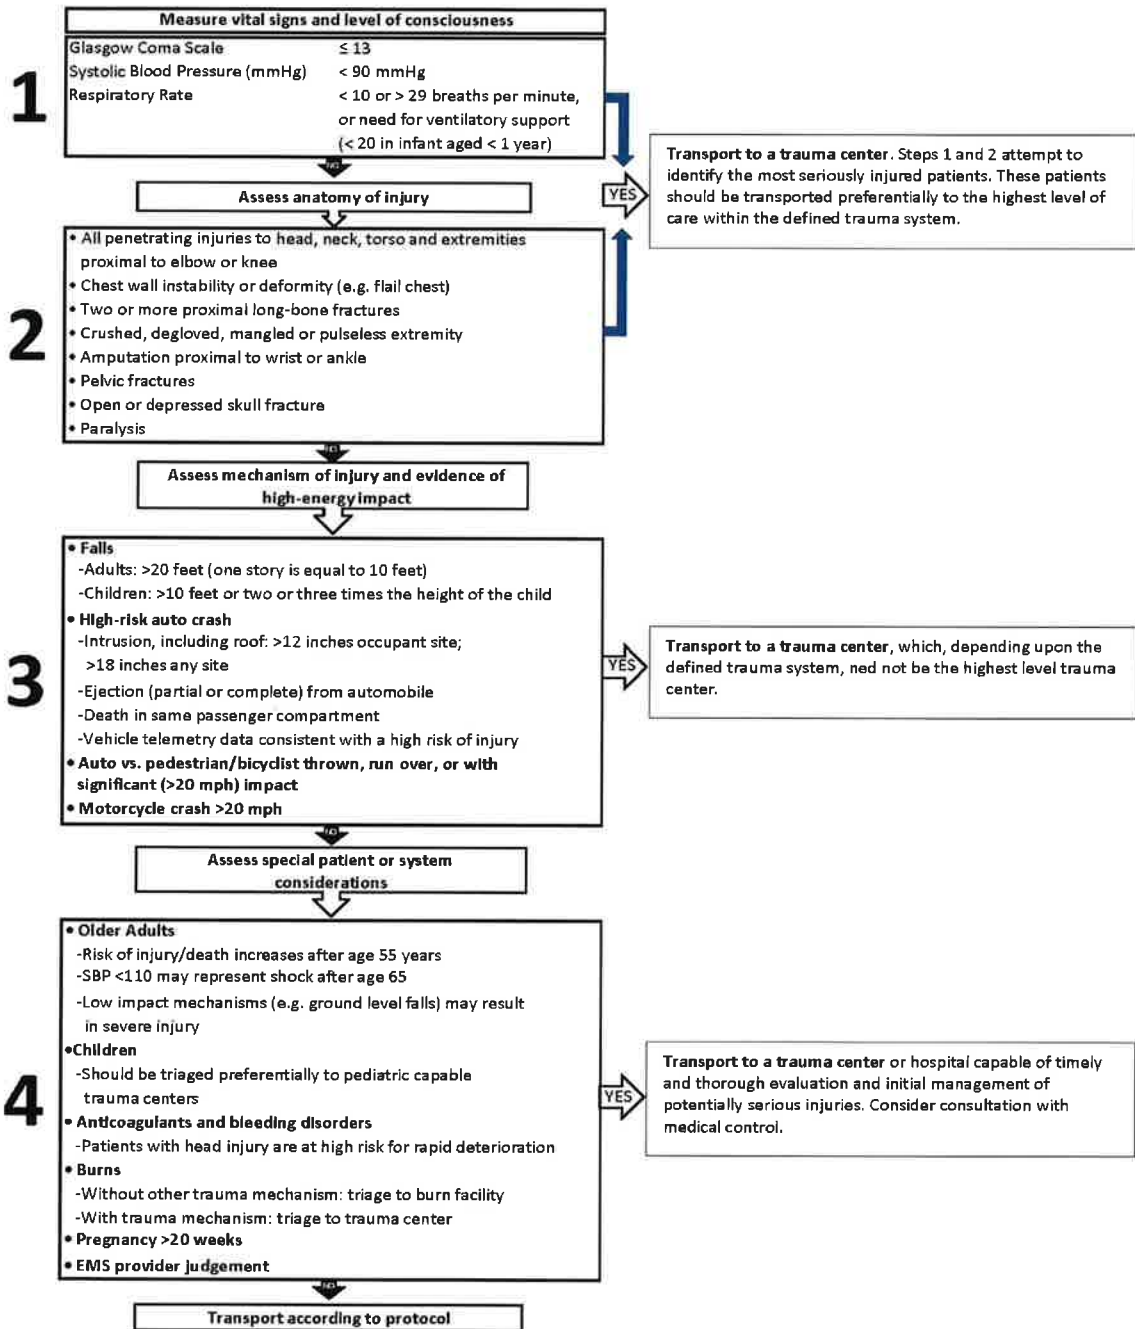 Measure vital signs and level of consciousness
1
Glasgow Coma Scale ≤ 13
Systolic Blood Pressure (mmHg) < 90 mmHg
Respiratory Rate < 10 or > 29 breaths per minute,
or need for ventilatory support
(< 20 in infant aged < 1 year)
NO
Assess anatomy of injury
YES
Transport to a trauma center. Steps 1 and 2 attempt to
identify the most seriously injured patients. These patients
should be transported preferentially to the highest level of
care within the defined trauma system.
2
• All penetrating injuries to head, neck, torso and extremities
proximal to elbow or knee
• Chest wall instability or deformity (e.g. flail chest)
• Two or more proximal long-bone fractures
• Crushed, degloved, mangled or pulseless extremity
• Amputation proximal to wrist or ankle
• Pelvic fractures
• Open or depressed skull fracture
• Paralysis
NO
Assess mechanism of injury and evidence of
high-energy impact
3
• Falls
-Adults: >20 feet (one story is equal to 10 feet)
-Children: >10 feet or two or three times the height of the child
• High-risk auto crash
-Intrusion, including roof: >12 inches occupant site;
>18 inches any site
-Ejection (partial or complete) from automobile
-Death in same passenger compartment
-Vehicle telemetry data consistent with a high risk of injury
• Auto vs. pedestrian/bicyclist thrown, run over, or with
significant (>20 mph) impact
• Motorcycle crash >20 mph
YES
Transport to a trauma center, which, depending upon the
defined trauma system, ned not be the highest level trauma
center.
NO
Assess special patient or system
considerations
4
• Older Adults
-Risk of injury/death increases after age 55 years
-SBP <110 may represent shock after age 65
-Low impact mechanisms (e.g. ground level falls) may result
in severe injury
•Children
-Should be triaged preferentially to pediatric capable
trauma centers
• Anticoagulants and bleeding disorders
-Patients with head injury are at high risk for rapid deterioration
• Burns
-Without other trauma mechanism: triage to burn facility
-With trauma mechanism: triage to trauma center
• Pregnancy >20 weeks
• EMS provider judgement
YES
Transport to a trauma center or hospital capable of timely
and thorough evaluation and initial management of
potentially serious injuries. Consider consultation with
medical control.
NO
Transport according to protocol